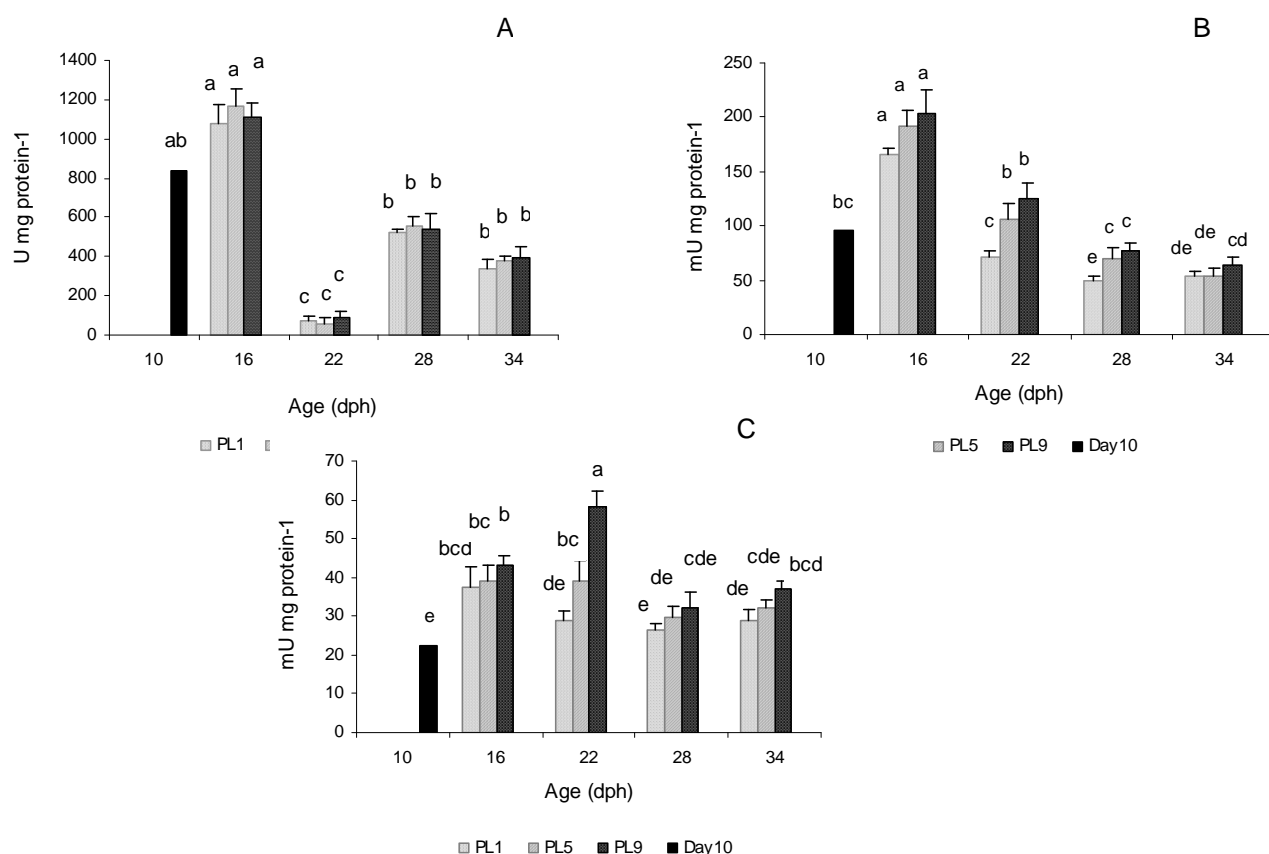 A
1400
1200
1000
800
600
400
200
0
U mg protein-1
ab
a a a
c c c
b b b
b b b
10 16 22 28 34
Age (dph)
PL1
B
250
200
150
100
50
0
mU mg protein-1
bc
a a a
c b b
e c c
de de cd
10 16 22 28 34
Age (dph)
PL5 PL9 Day10
C
70
60
50
40
30
20
10
0
mU mg protein-1
e
bcd bc b
de bc a
e de cde
de cde bcd
10 16 22 28 34
Age (dph)
PL1 PL5 PL9 Day10